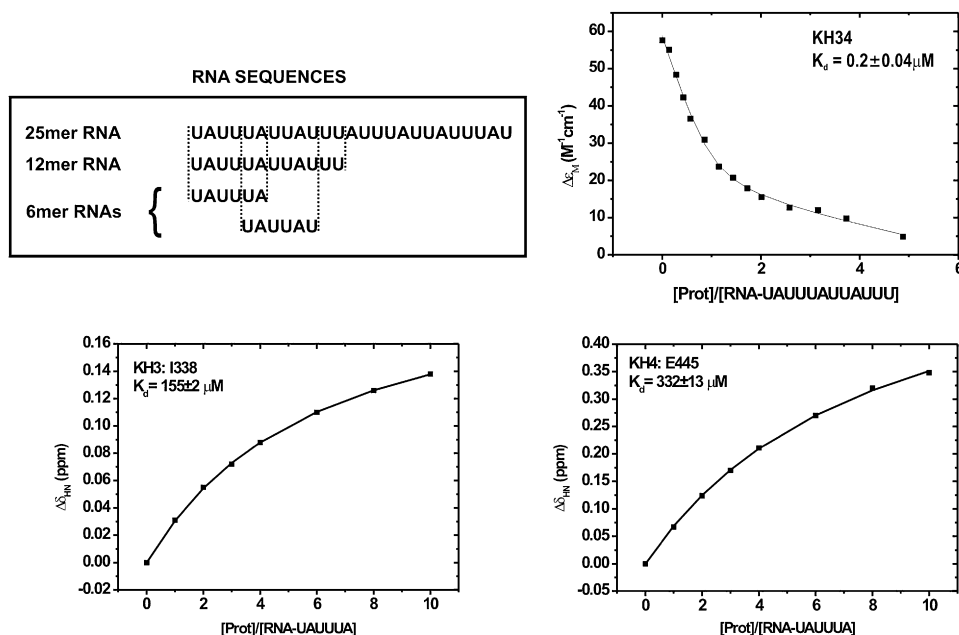 RNA SEQUENCES
25mer RNA UAUUUAUUAUUUAUUUAUUAUUUAU
12mer RNA UAUUUAUUAUUU
6mer RNAs { UAUUUA
UAUUAU
KH34
K_d = 0.2±0.04μM
Δε_M (M⁻¹cm⁻¹)
60
50
40
30
20
10
0
0 2 4 6
[Prot]/[RNA-UAUUUAUUAUUU]
KH3: I338
K_d = 155±2 μM
Δδ_HN (ppm)
0.16
0.14
0.12
0.10
0.08
0.06
0.04
0.02
0.00
-0.02
0 2 4 6 8 10
[Prot]/[RNA-UAUUUA]
KH4: E445
K_d = 332±13 μM
Δδ_HN (ppm)
0.40
0.35
0.30
0.25
0.20
0.15
0.10
0.05
0.00
-0.05
0 2 4 6 8 10
[Prot]/[RNA-UAUUUA]